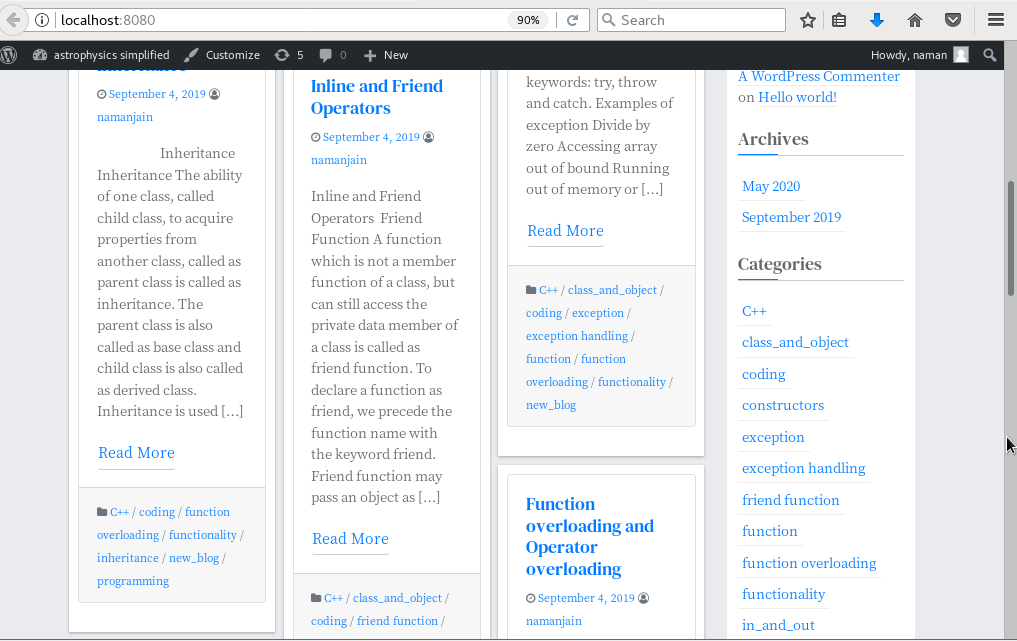 localhost:8080
90%
Search
astrophysics simplified
Customize
5
0
New
Howdy, naman
September 4, 2019
namanjain
Inheritance
Inheritance The ability
of one class, called
child class, to acquire
properties from
another class, called as
parent class is called as
inheritance. The
parent class is also
called as base class and
child class is also called
as derived class.
Inheritance is used [...]
Read More
C++ / coding / function
overloading / functionality /
inheritance / new_blog /
programming
Inline and Friend
Operators
September 4, 2019
namanjain
Inline and Friend
Operators Friend
Function A function
which is not a member
function of a class, but
can still access the
private data member of
a class is called as
friend function. To
declare a function as
friend, we precede the
function name with
the keyword friend.
Friend function may
pass an object as [...]
Read More
C++ / class_and_object /
coding / friend function /
keywords: try, throw
and catch. Examples of
exception Divide by
zero Accessing array
out of bound Running
out of memory or [...]
Read More
C++ / class_and_object /
coding / exception /
exception handling /
function / function
overloading / functionality /
new_blog
Function
overloading and
Operator
overloading
September 4, 2019
namanjain
A WordPress Commenter
on Hello world!
Archives
May 2020
September 2019
Categories
C++
class_and_object
coding
constructors
exception
exception handling
friend function
function
function overloading
functionality
in_and_out